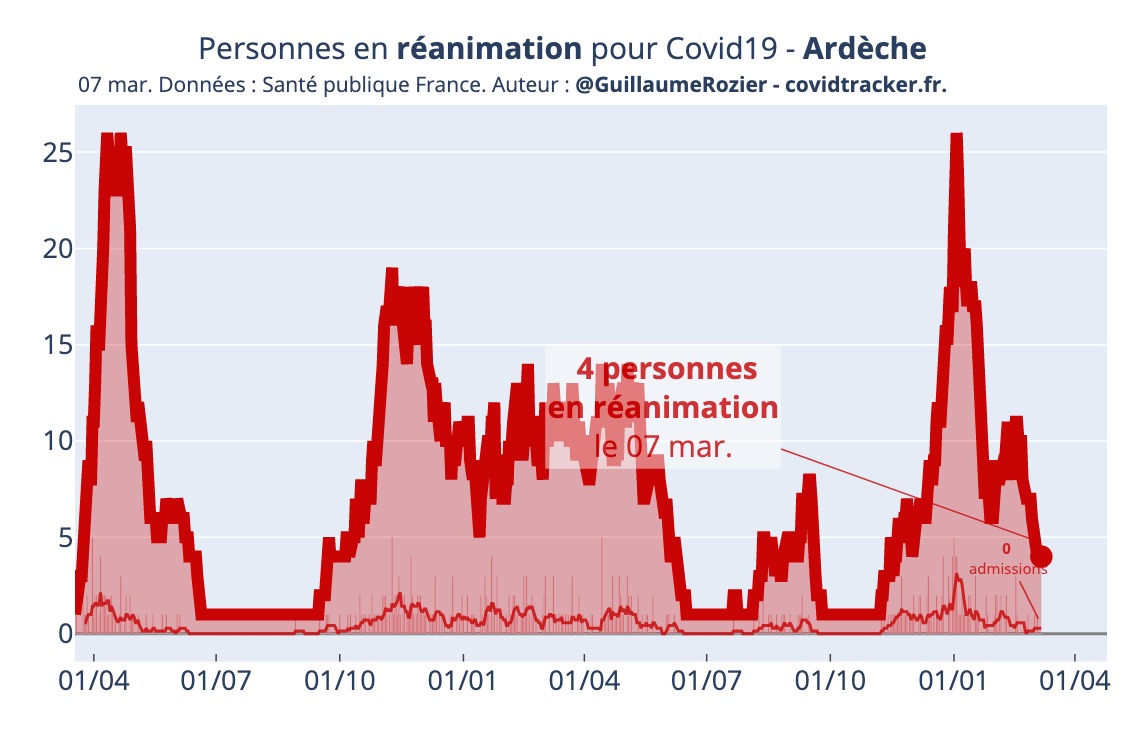 Personnes en réanimation pour Covid19 - Ardèche
07 mar. Données : Santé publique France. Auteur : @GuillaumeRozier - covidtracker.fr.
25
20
15
10
5
0
4 personnes
en réanimation
le 07 mar.
0
admissions
01/04
01/07
01/10
01/01
01/04
01/07
01/10
01/01
01/04